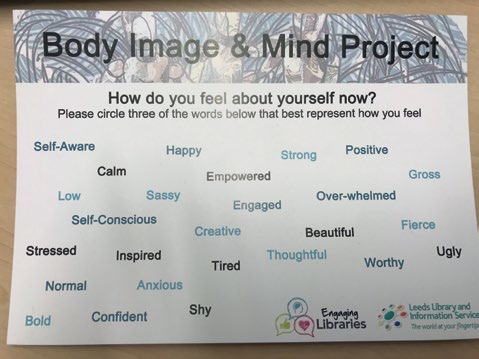 Body Image & Mind Project
How do you feel about yourself now?
Please circle three of the words below that best represent how you feel
Self-Aware Happy Strong Positive
Calm Empowered Gross
Low Sassy Engaged Over-whelmed
Self-Conscious Creative Beautiful Fierce
Stressed Inspired Tired Thoughtful Worthy Ugly
Normal Anxious
Bold Confident Shy
Engaging
Libraries
Leeds Library and
Information Service
The world at your fingertips